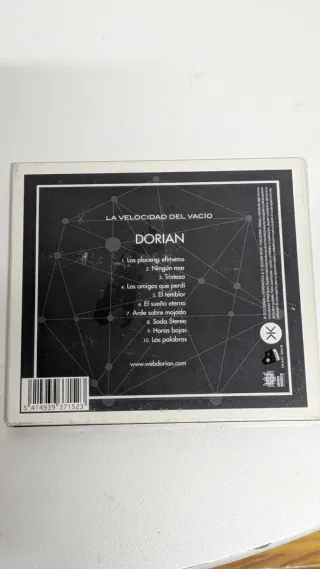 LA VELOCIDAD DEL VACÍO
DORIAN
1. Los placeres efímeros
2. Ningún mar
3. Tristeza
4. Los amigos que perdí
5. El temblor
6. El sueño eterno
7. Arde sobre mojado
8. Soda Stereo
9. Horas bajas
10. Las palabras
www.webdorian.com
5 414939 371523